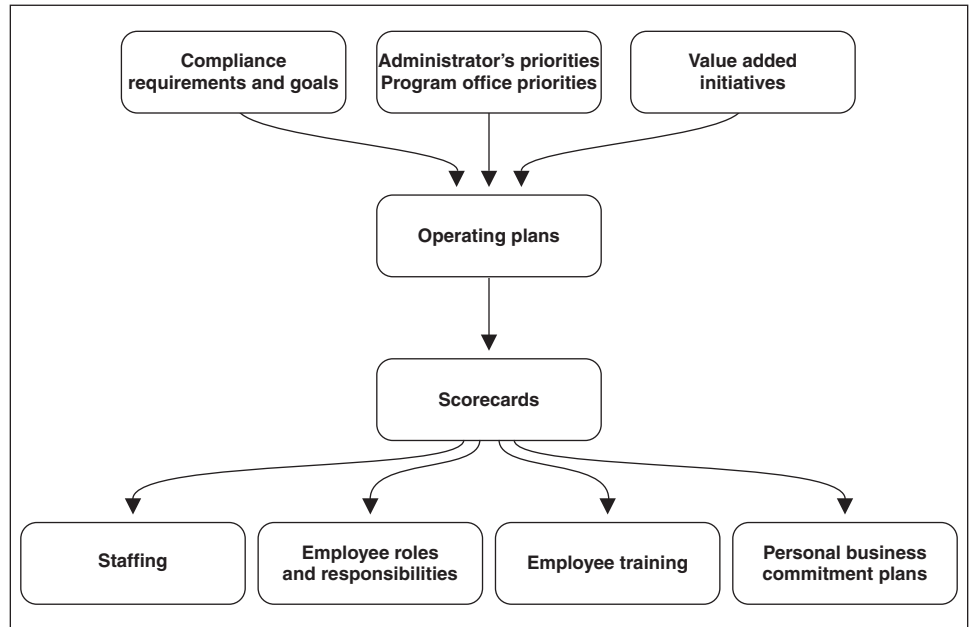 Compliance
requirements and goals
Administrator's priorities
Program office priorities
Value added
initiatives
Operating plans
Scorecards
Staffing
Employee roles
and responsibilities
Employee training
Personal business
commitment plans